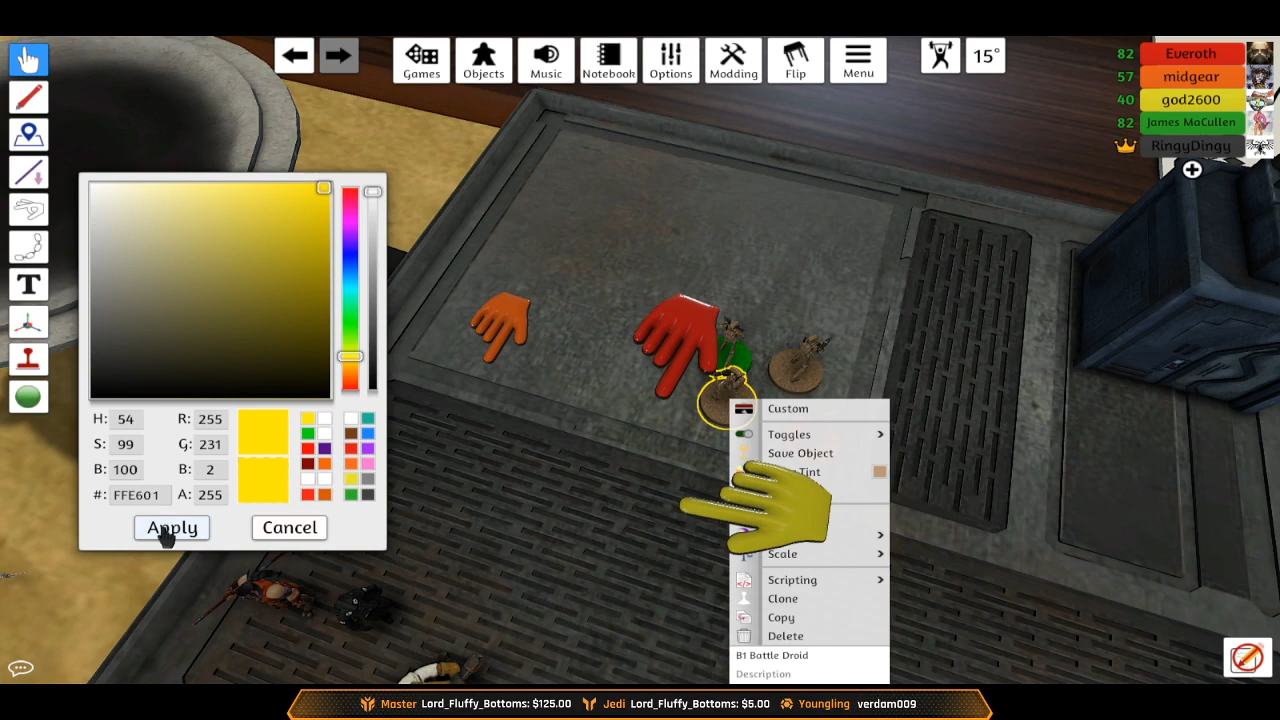 Games
Objects
Music
Notebook
Options
Modding
Flip
Menu
15°
82 Everoth
57 midgear
40 god2600
82 James MaCullen
RingyDingy
T
H: 54 R: 255
S: 99 G: 231
B: 100 B: 2
#: FFE601 A: 255
Apply Cancel
Custom
Toggles
Save Object
Tint
Scale
Scripting
Clone
Copy
Delete
B1 Battle Droid
Description
Master Lord_Fluffy_Bottoms: $125.00 Jedi Lord_Fluffy_Bottoms: $5.00 Youngling verdam009